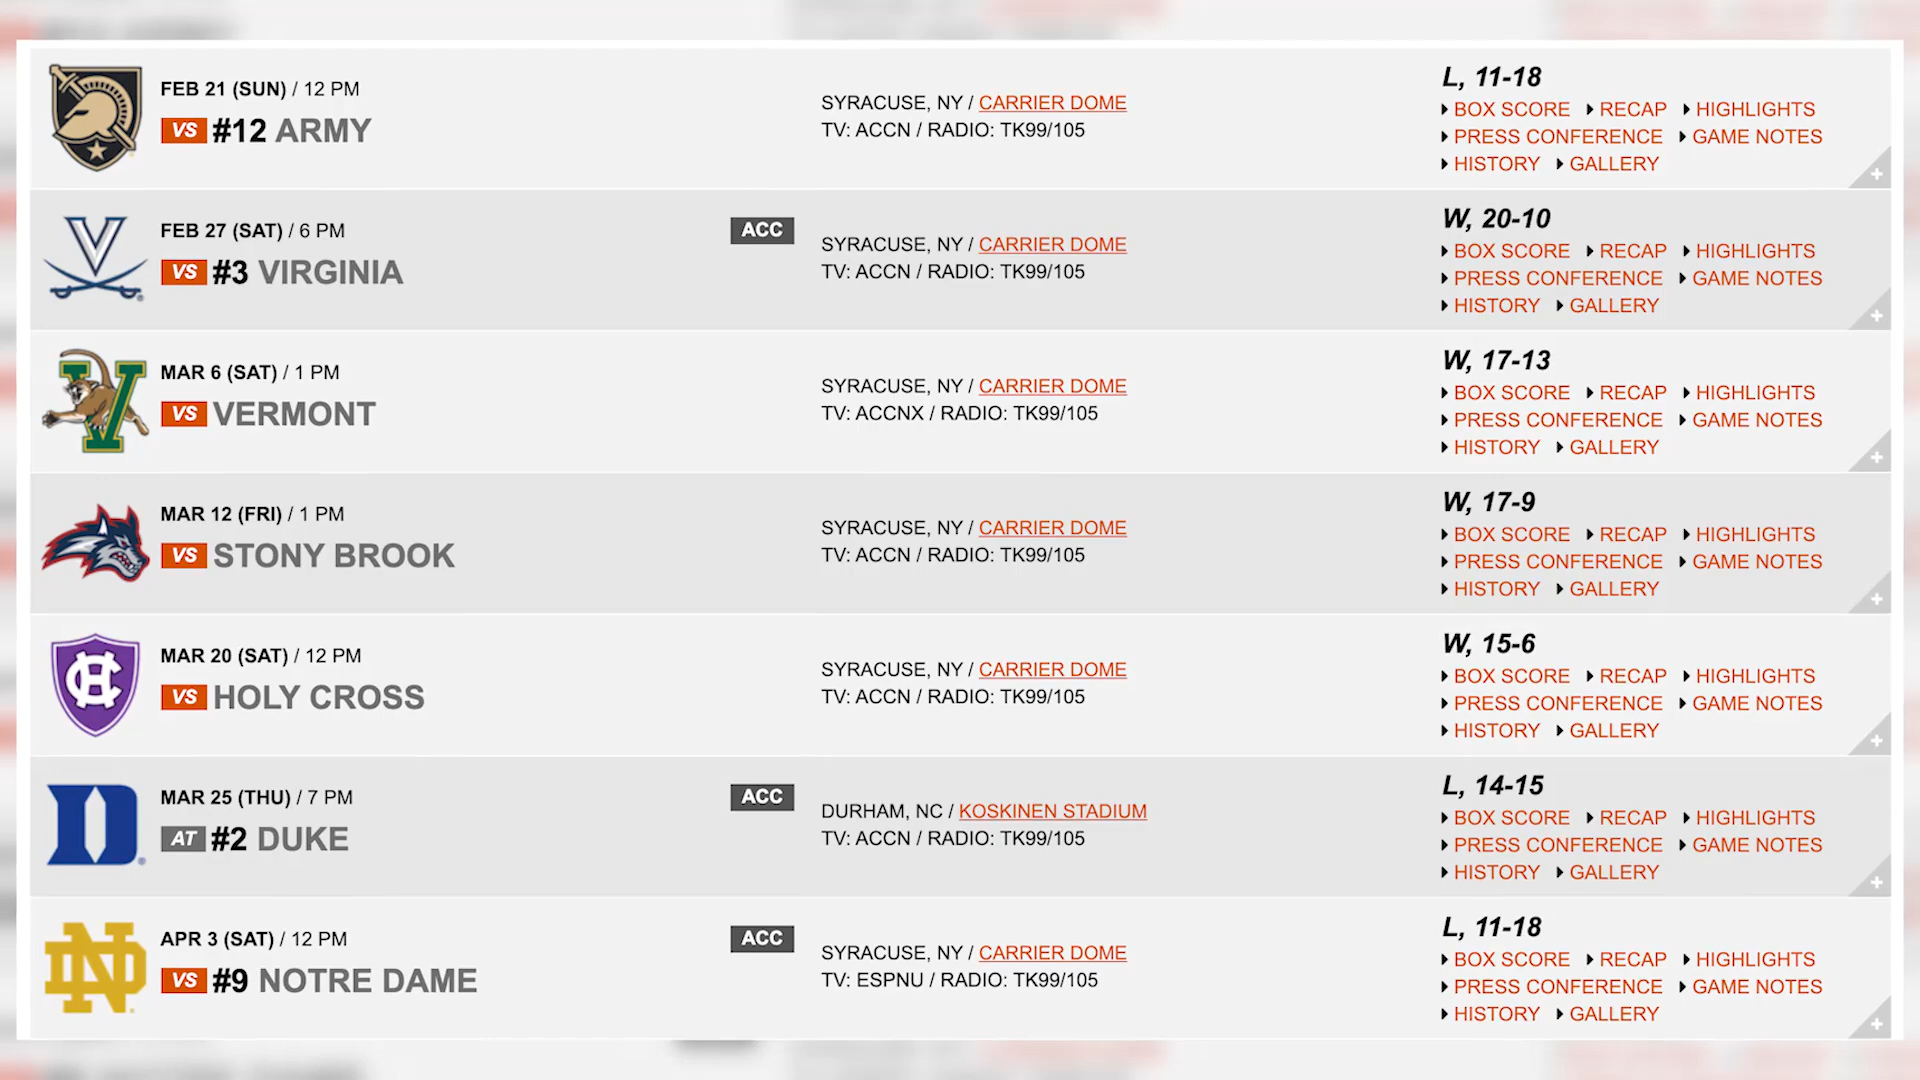 FEB 21 (SUN) / 12 PM
VS #12 ARMY
SYRACUSE, NY / CARRIER DOME
TV: ACCN / RADIO: TK99/105
L, 11-18
BOX SCORE RECAP HIGHLIGHTS
PRESS CONFERENCE GAME NOTES
HISTORY GALLERY
FEB 27 (SAT) / 6 PM
VS #3 VIRGINIA
ACC
SYRACUSE, NY / CARRIER DOME
TV: ACCN / RADIO: TK99/105
W, 20-10
BOX SCORE RECAP HIGHLIGHTS
PRESS CONFERENCE GAME NOTES
HISTORY GALLERY
MAR 6 (SAT) / 1 PM
VS VERMONT
SYRACUSE, NY / CARRIER DOME
TV: ACCNX / RADIO: TK99/105
W, 17-13
BOX SCORE RECAP HIGHLIGHTS
PRESS CONFERENCE GAME NOTES
HISTORY GALLERY
MAR 12 (FRI) / 1 PM
VS STONY BROOK
SYRACUSE, NY / CARRIER DOME
TV: ACCN / RADIO: TK99/105
W, 17-9
BOX SCORE RECAP HIGHLIGHTS
PRESS CONFERENCE GAME NOTES
HISTORY GALLERY
MAR 20 (SAT) / 12 PM
VS HOLY CROSS
SYRACUSE, NY / CARRIER DOME
TV: ACCN / RADIO: TK99/105
W, 15-6
BOX SCORE RECAP HIGHLIGHTS
PRESS CONFERENCE GAME NOTES
HISTORY GALLERY
MAR 25 (THU) / 7 PM
AT #2 DUKE
ACC
DURHAM, NC / KOSKINEN STADIUM
TV: ACCN / RADIO: TK99/105
L, 14-15
BOX SCORE RECAP HIGHLIGHTS
PRESS CONFERENCE GAME NOTES
HISTORY GALLERY
APR 3 (SAT) / 12 PM
VS #9 NOTRE DAME
ACC
SYRACUSE, NY / CARRIER DOME
TV: ESPNU / RADIO: TK99/105
L, 11-18
BOX SCORE RECAP HIGHLIGHTS
PRESS CONFERENCE GAME NOTES
HISTORY GALLERY